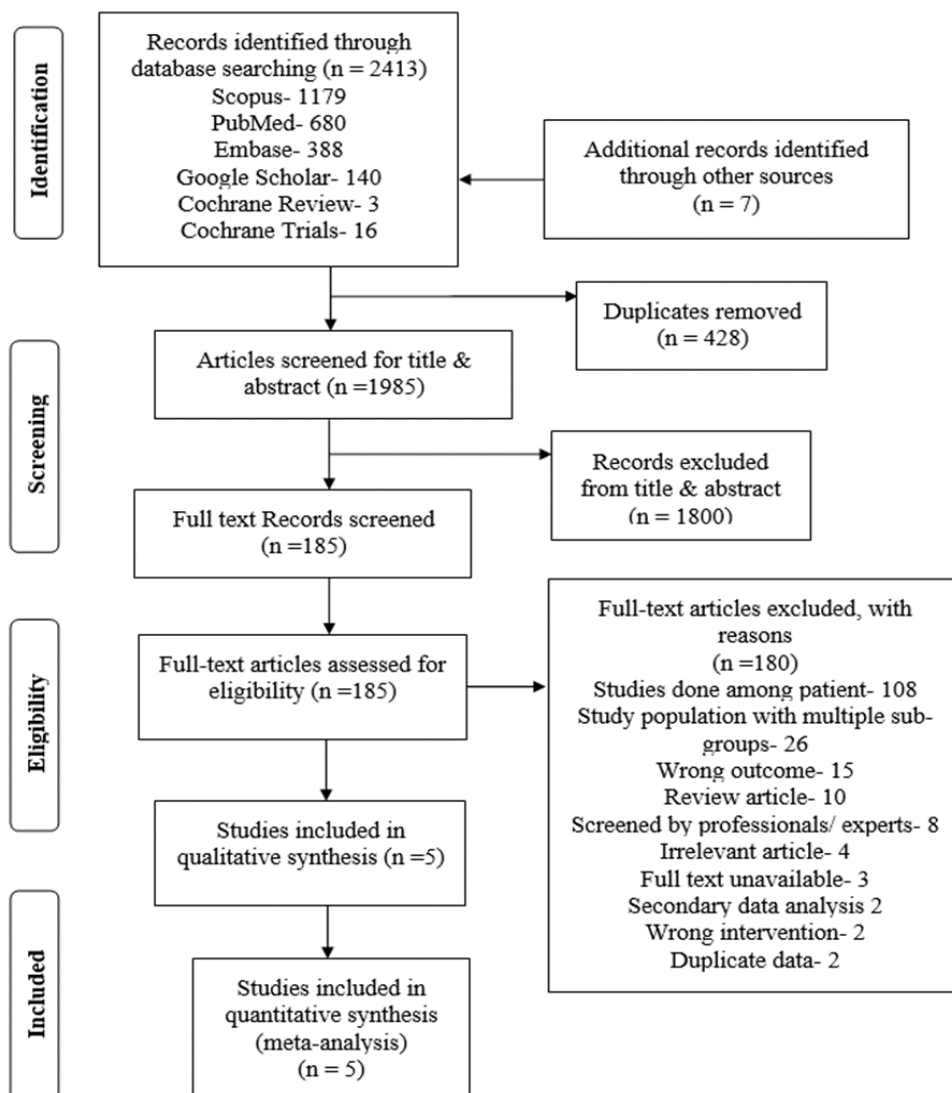 Identification
Records identified through
database searching (n = 2413)
Scopus- 1179
PubMed- 680
Embase- 388
Google Scholar- 140
Cochrane Review- 3
Cochrane Trials- 16
Additional records identified
through other sources
(n = 7)
Duplicates removed
(n = 428)
Screening
Articles screened for title &
abstract (n =1985)
Records excluded
from title & abstract
(n = 1800)
Full text Records screened
(n =185)
Eligibility
Full-text articles assessed for
eligibility (n =185)
Full-text articles excluded, with
reasons
(n =180)
Studies done among patient- 108
Study population with multiple sub-
groups- 26
Wrong outcome- 15
Review article- 10
Screened by professionals/ experts- 8
Irrelevant article- 4
Full text unavailable- 3
Secondary data analysis 2
Wrong intervention- 2
Duplicate data- 2
Studies included in
qualitative synthesis (n =5)
Included
Studies included in
quantitative synthesis
(meta-analysis)
(n = 5)